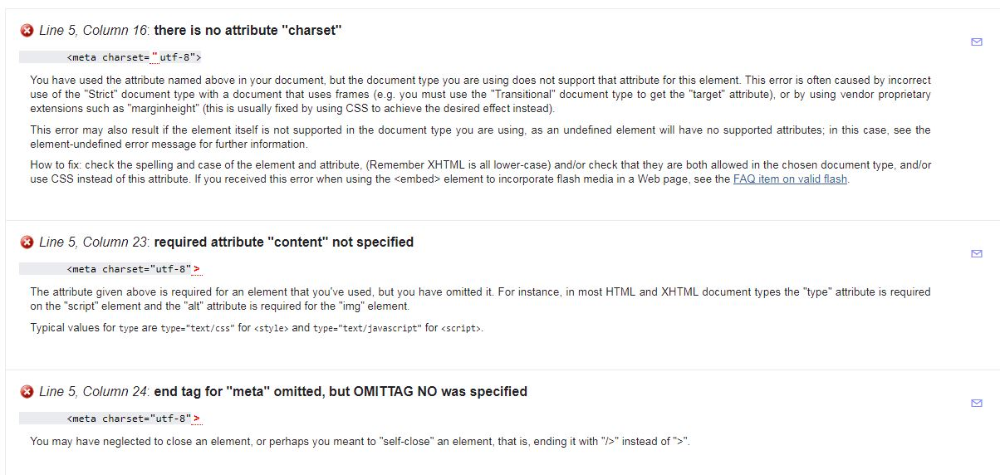 Line 5, Column 16: there is no attribute "charset"
<meta charset="utf-8">
You have used the attribute named above in your document, but the document type you are using does not support that attribute for this element. This error is often caused by incorrect
use of the "Strict" document type with a document that uses frames (e.g. you must use the "Transitional" document type to get the "target" attribute), or by using vendor proprietary
extensions such as "marginheight" (this is usually fixed by using CSS to achieve the desired effect instead).
This error may also result if the element itself is not supported in the document type you are using, as an undefined element will have no supported attributes; in this case, see the
element-undefined error message for further information.
How to fix: check the spelling and case of the element and attribute, (Remember XHTML is all lower-case) and/or check that they are both allowed in the chosen document type, and/or
use CSS instead of this attribute. If you received this error when using the <embed> element to incorporate flash media in a Web page, see the FAQ item on valid flash.
Line 5, Column 23: required attribute "content" not specified
<meta charset="utf-8">
The attribute given above is required for an element that you've used, but you have omitted it. For instance, in most HTML and XHTML document types the "type" attribute is required
on the "script" element and the "alt" attribute is required for the "img" element.
Typical values for type are type="text/css" for <style> and type="text/javascript" for <script>.
Line 5, Column 24: end tag for "meta" omitted, but OMITTAG NO was specified
<meta charset="utf-8">
You may have neglected to close an element, or perhaps you meant to "self-close" an element, that is, ending it with "/>" instead of ">".